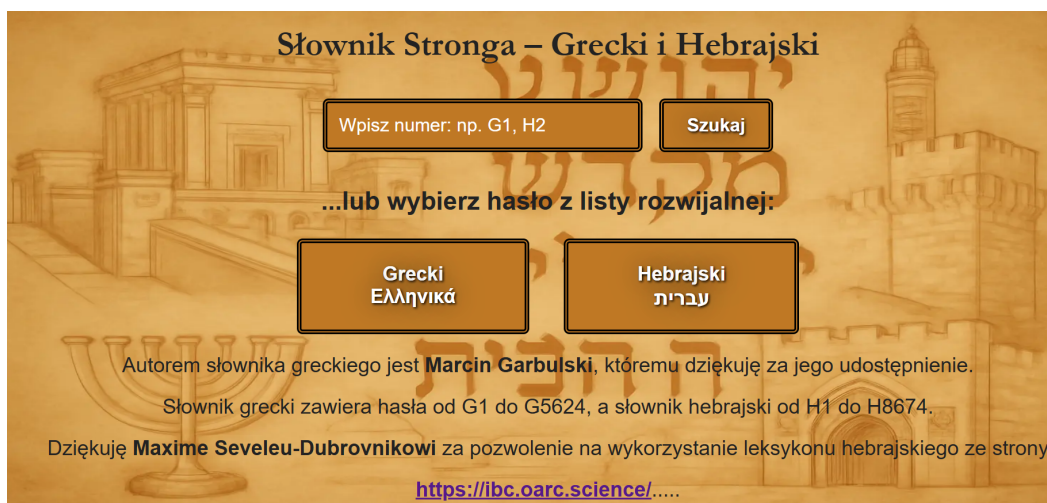 Słownik Stronga – Grecki i Hebrajski
Wpisz numer: np. G1, H2
Szukaj
...lub wybierz hasło z listy rozwijalnej:
Grecki
Ελληνικά
Hebrajski
עברית
Autorem słownika greckiego jest Marcin Garbulski, któremu dziękuję za jego udostępnienie.
Słownik grecki zawiera hasła od G1 do G5624, a słownik hebrajski od H1 do H8674.
Dziękuję Maxime Seveleu-Dubrovnikowi za pozwolenie na wykorzystanie leksykonu hebrajskiego ze strony
https://ibc.oarc.science/.....